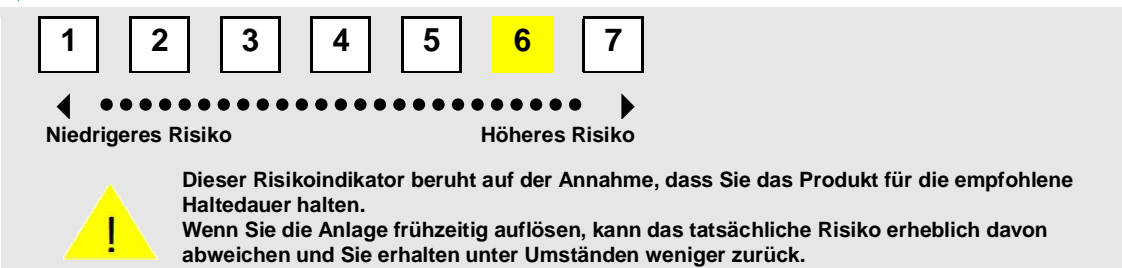 1 2 3 4 5 6 7
Niedrigeres Risiko Höheres Risiko
!
Dieser Risikoindikator beruht auf der Annahme, dass Sie das Produkt für die empfohlene
Haltedauer halten.
Wenn Sie die Anlage frühzeitig auflösen, kann das tatsächliche Risiko erheblich davon
abweichen und Sie erhalten unter Umständen weniger zurück.